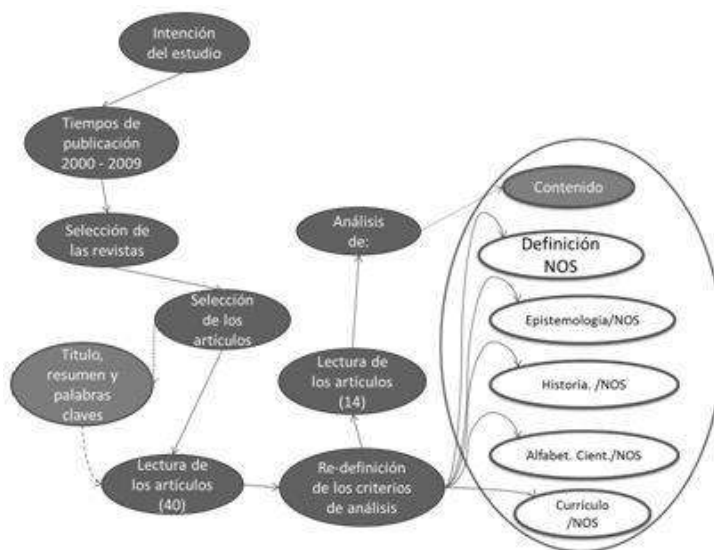 Intención
del estudio
Tiempos de
publicación
2000 - 2009
Selección de
las revistas
Selección
de los
artículos
Título,
resumen y
palabras
claves
Lectura de
los artículos
(40)
Re-definición
de los criterios
de análisis
Lectura de
los artículos
(14)
Análisis
de:
Contenido
Definición
NOS
Epistemología/NOS
Historia. /NOS
Alfabet. Cient./NOS
Currículo
/NOS